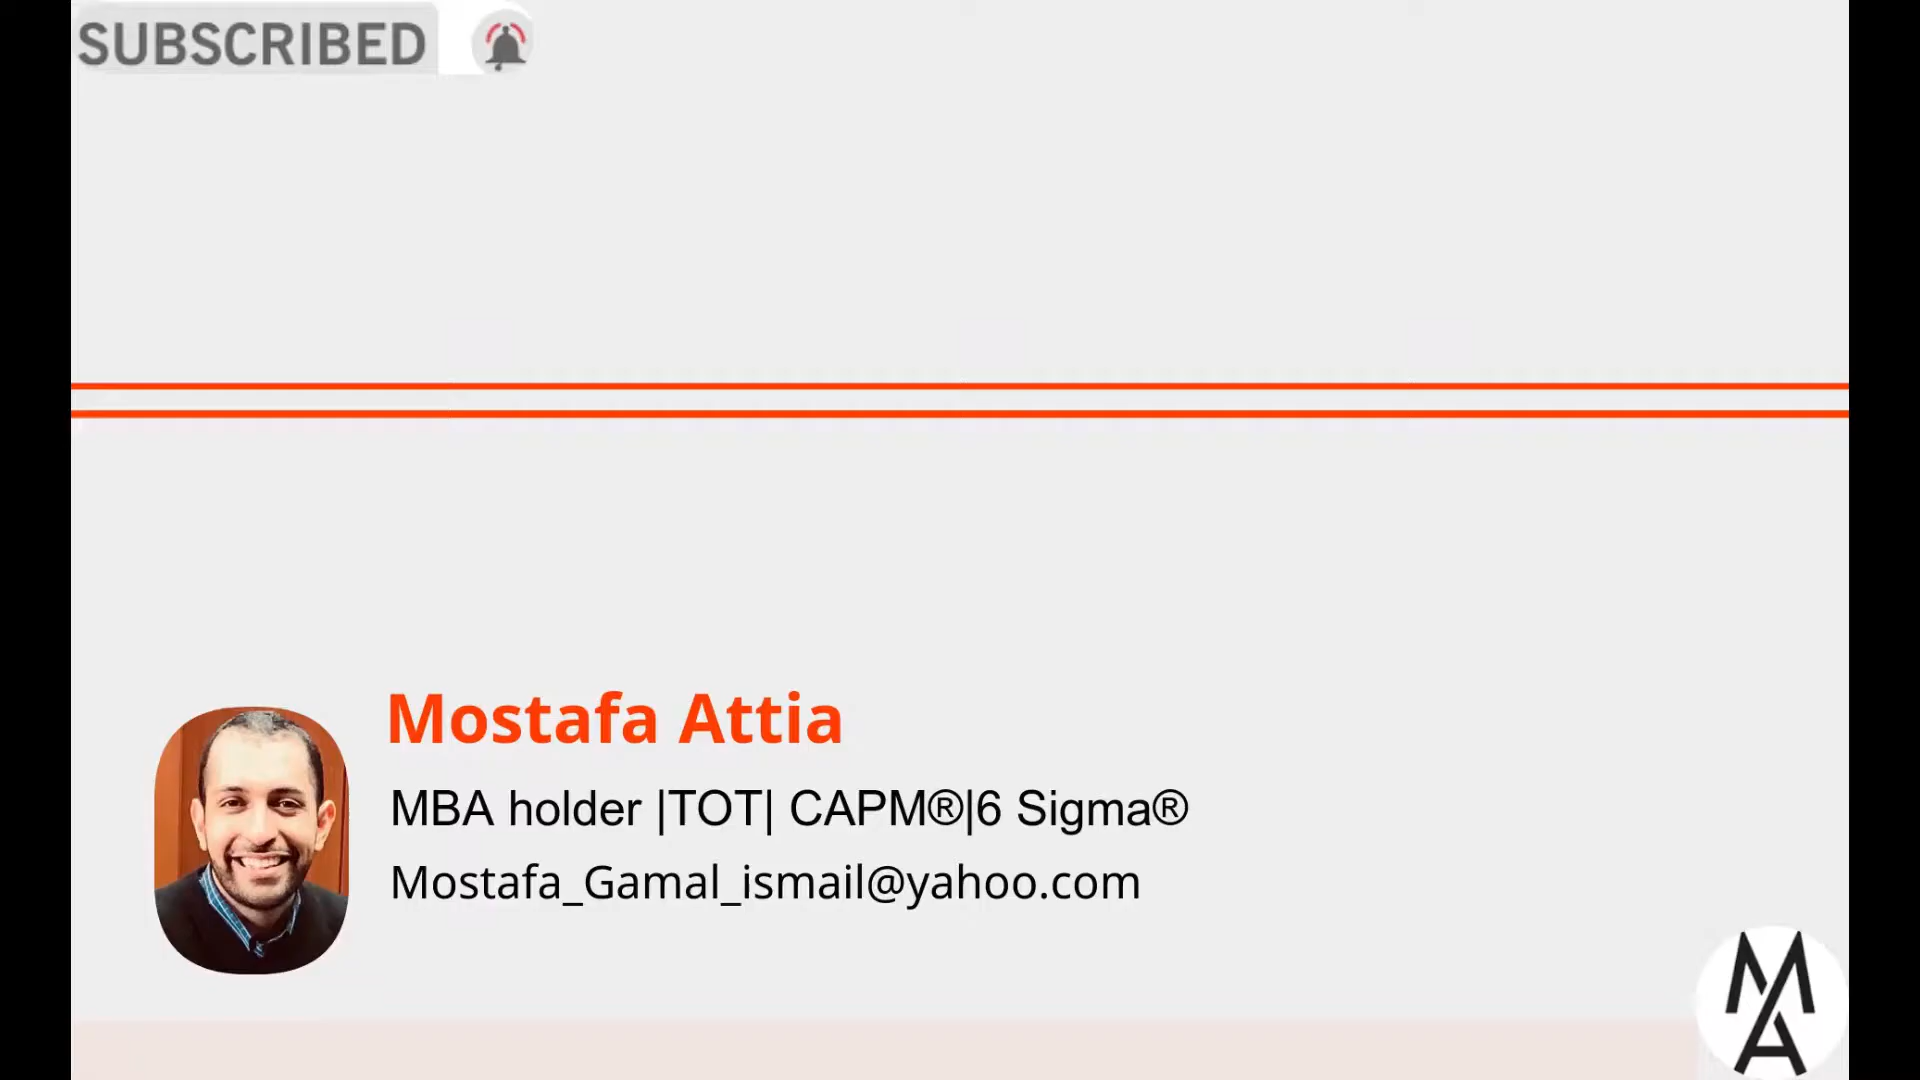 SUBSCRIBED
Mostafa Attia
MBA holder |TOT| CAPM®|6 Sigma®
Mostafa_Gamal_ismail@yahoo.com
MA